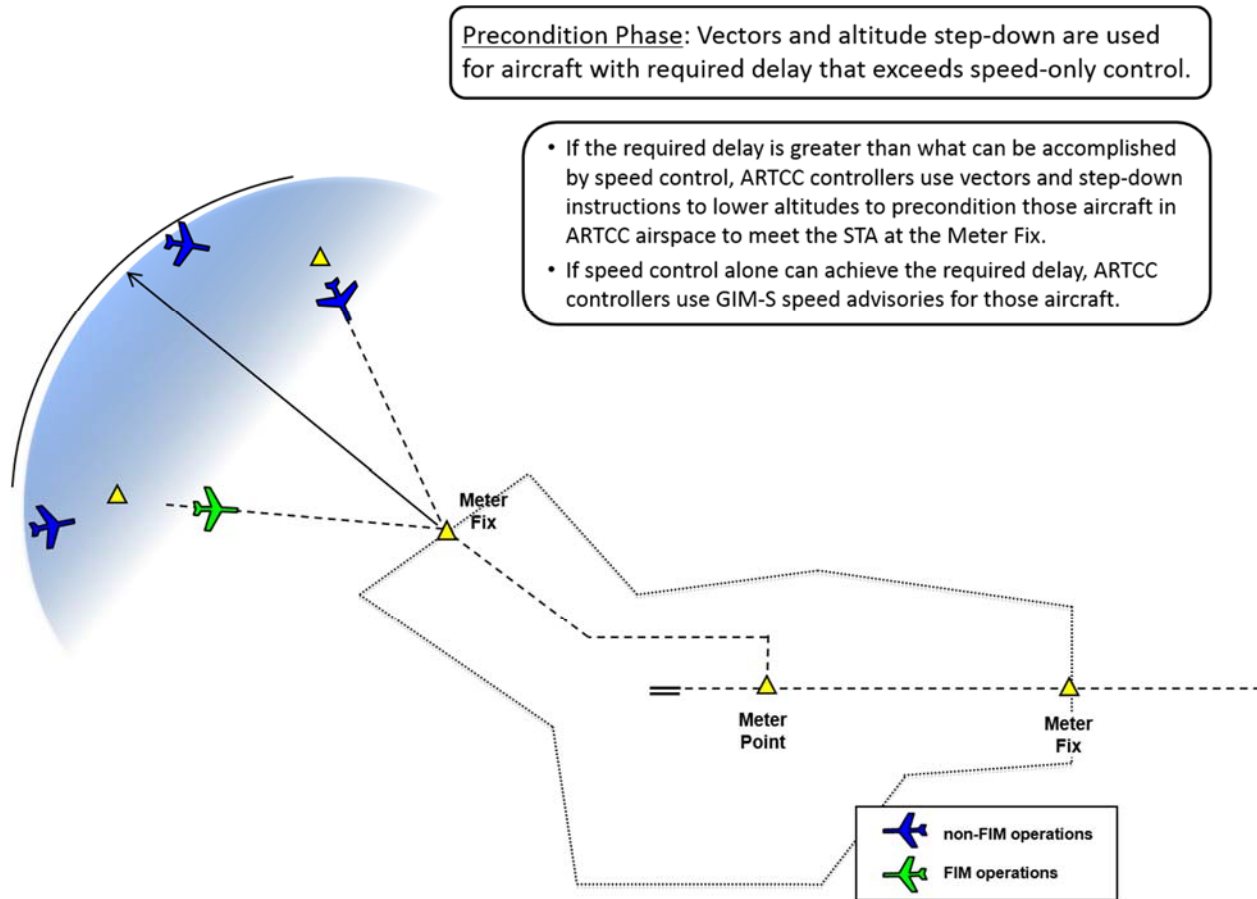 Precondition Phase: Vectors and altitude step-down are used
for aircraft with required delay that exceeds speed-only control.
• If the required delay is greater than what can be accomplished
by speed control, ARTCC controllers use vectors and step-down
instructions to lower altitudes to precondition those aircraft in
ARTCC airspace to meet the STA at the Meter Fix.
• If speed control alone can achieve the required delay, ARTCC
controllers use GIM-S speed advisories for those aircraft.
Meter
Fix
Meter
Point
Meter
Fix
non-FIM operations
FIM operations